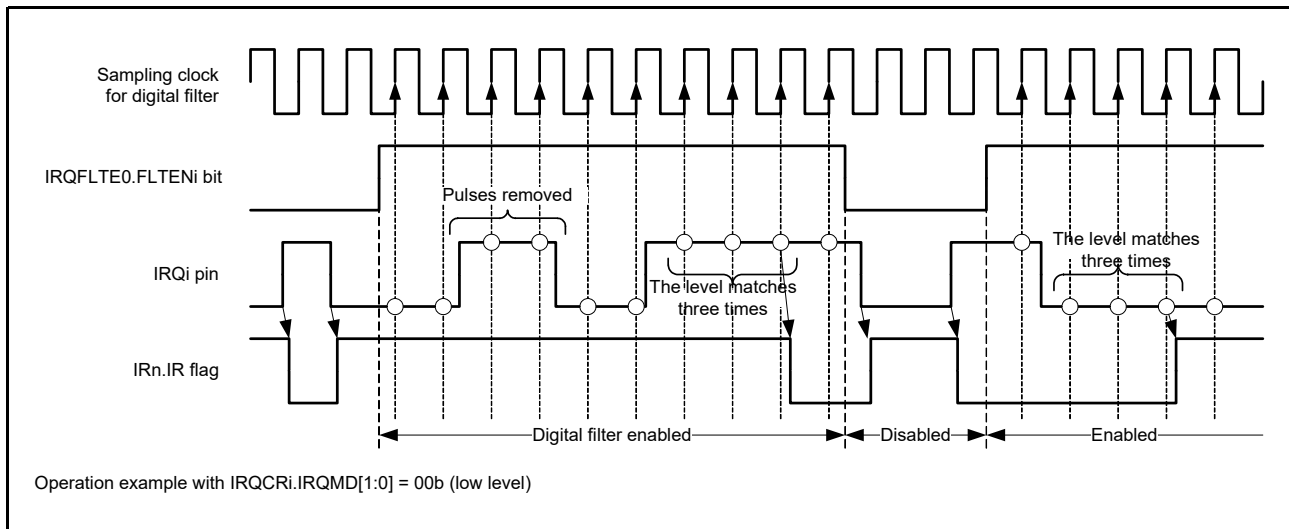 Sampling clock
for digital filter
IRQFLTE0.FLTENi bit
Pulses removed
The level matches
three times
IRQi pin
The level matches
three times
IRn.IR flag
Digital filter enabled
Disabled
Enabled
Operation example with IRQCRi.IRQMD[1:0] = 00b (low level)